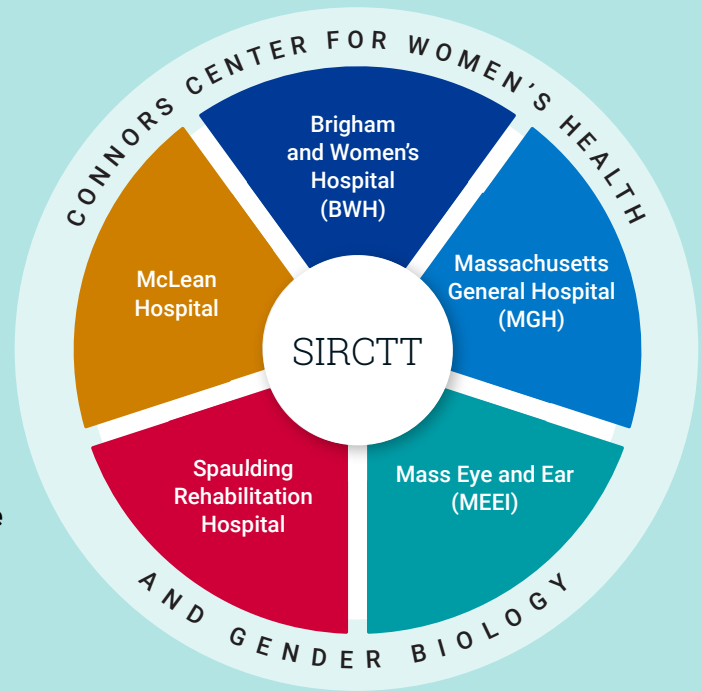 CONNORS CENTER FOR WOMEN'S HEALTH
Brigham
and Women's
Hospital
(BWH)
Massachusetts
General Hospital
(MGH)
McLean
Hospital
SIRCTT
Spaulding
Rehabilitation
Hospital
Mass Eye and Ear
(MEEI)
e
AND GENDER BIOLOGY